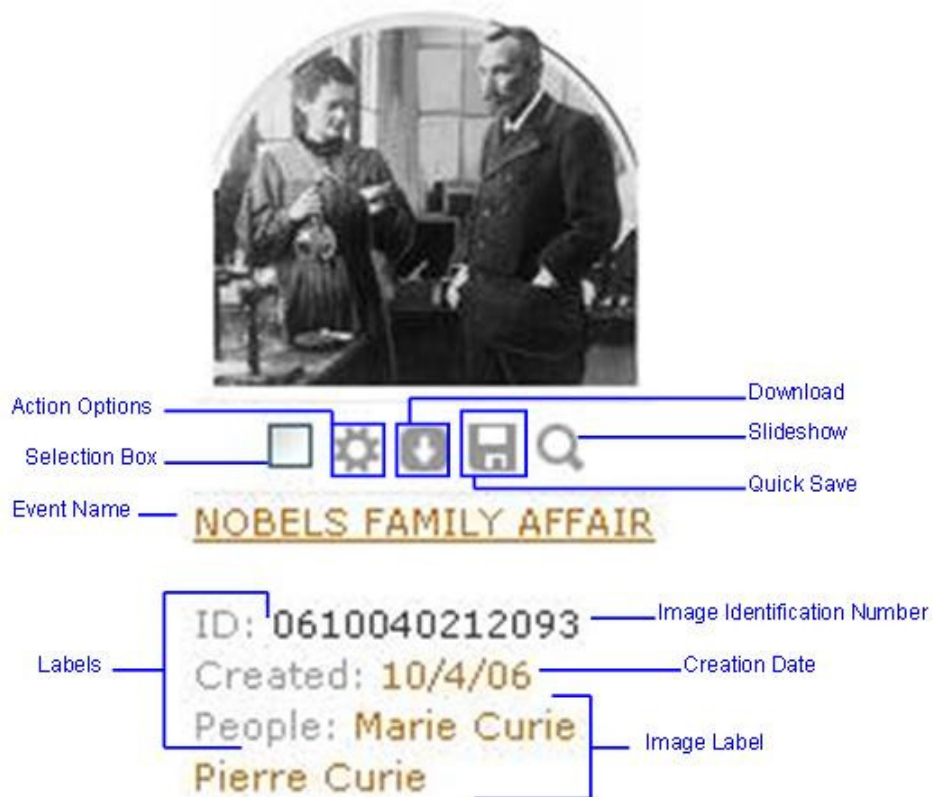 Action Options
Download
Slideshow
Selection Box
Quick Save
Event Name
NOBELS FAMILY AFFAIR
ID: 0610040212093
Image Identification Number
Labels
Created: 10/4/06
Creation Date
People: Marie Curie
Image Label
Pierre Curie